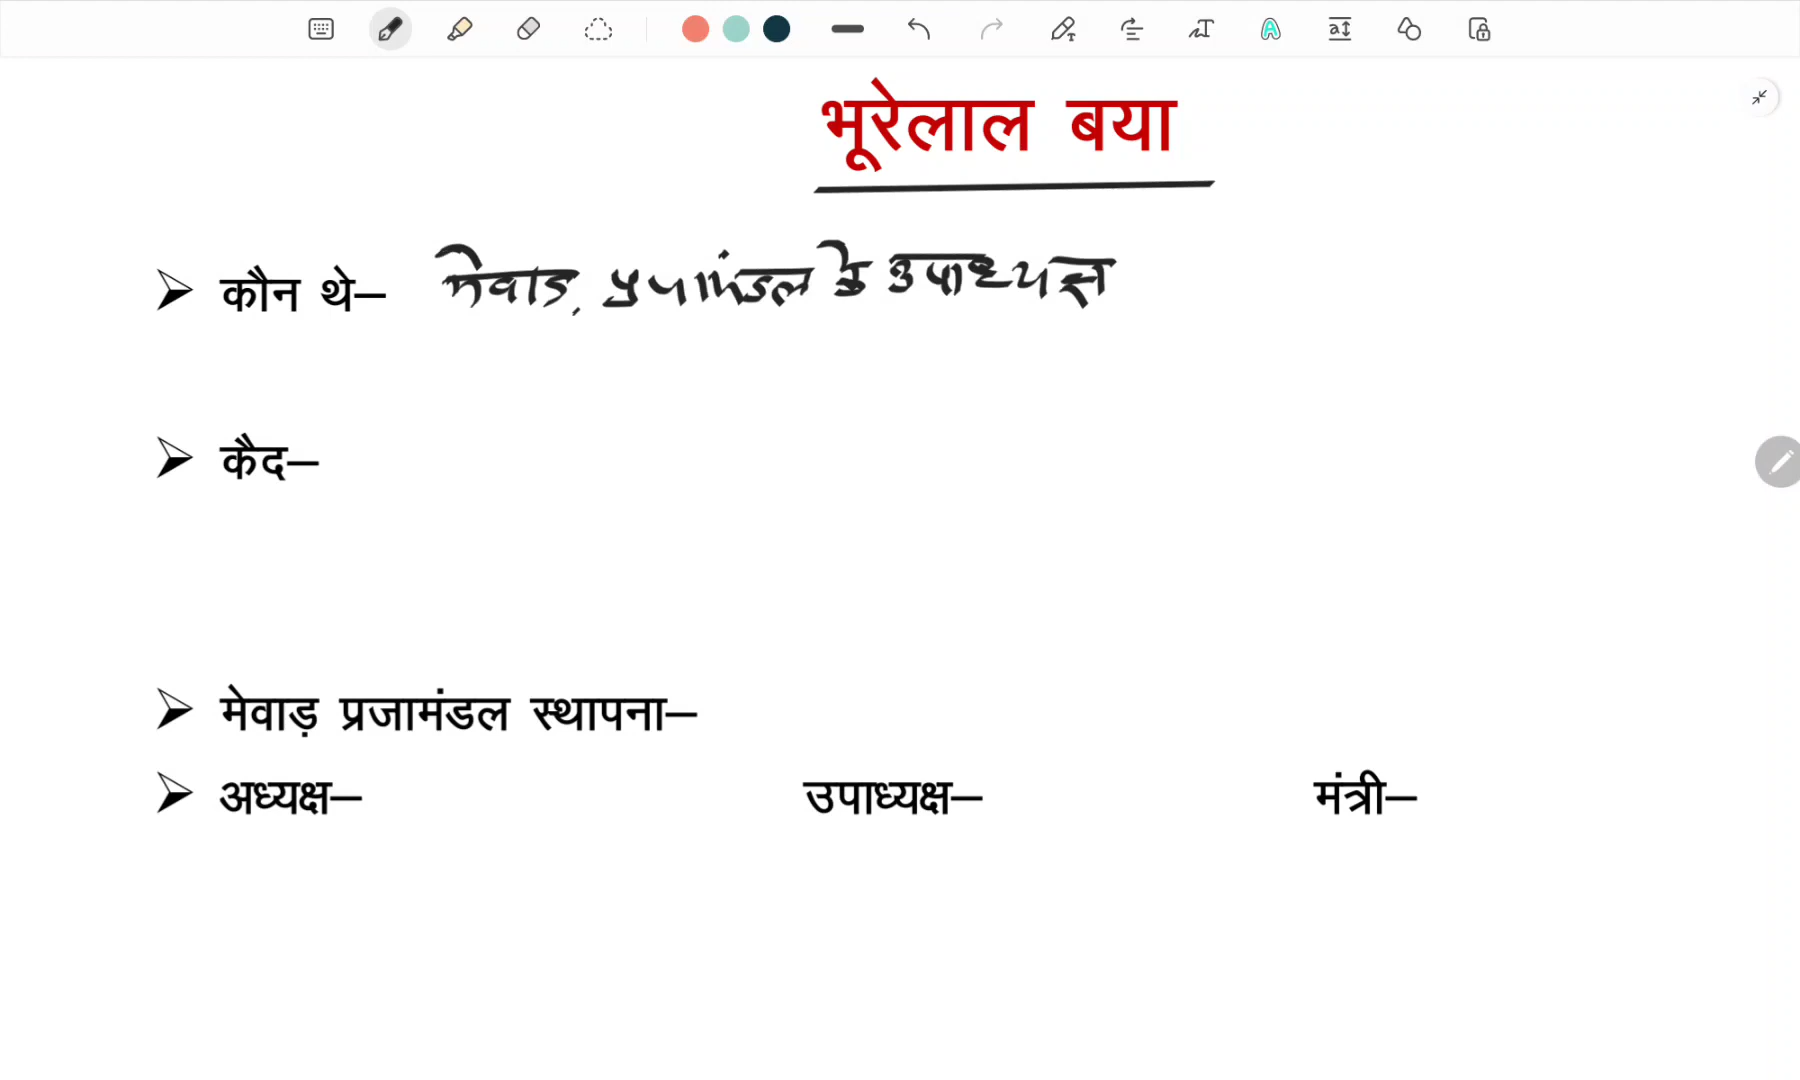 भूरेलाल बया
➢ कौन थे– मेवाड़ प्रजामंडल के उपाध्यक्ष
➢ कैद–
➢ मेवाड़ प्रजामंडल स्थापना–
➢ अध्यक्ष– उपाध्यक्ष– मंत्री–